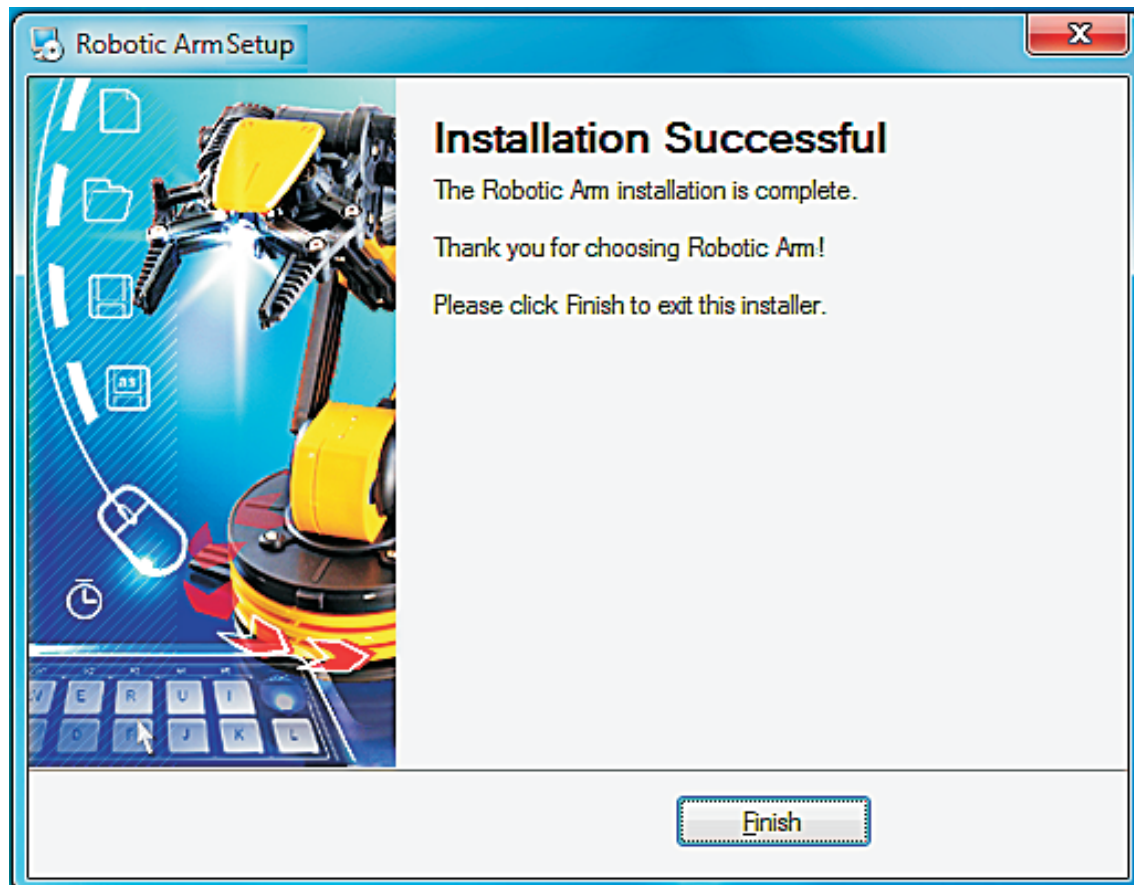 Robotic Arm Setup
Installation Successful
The Robotic Arm installation is complete.
Thank you for choosing Robotic Arm!
Please click Finish to exit this installer.
as
E R U I
F J K L
Finish